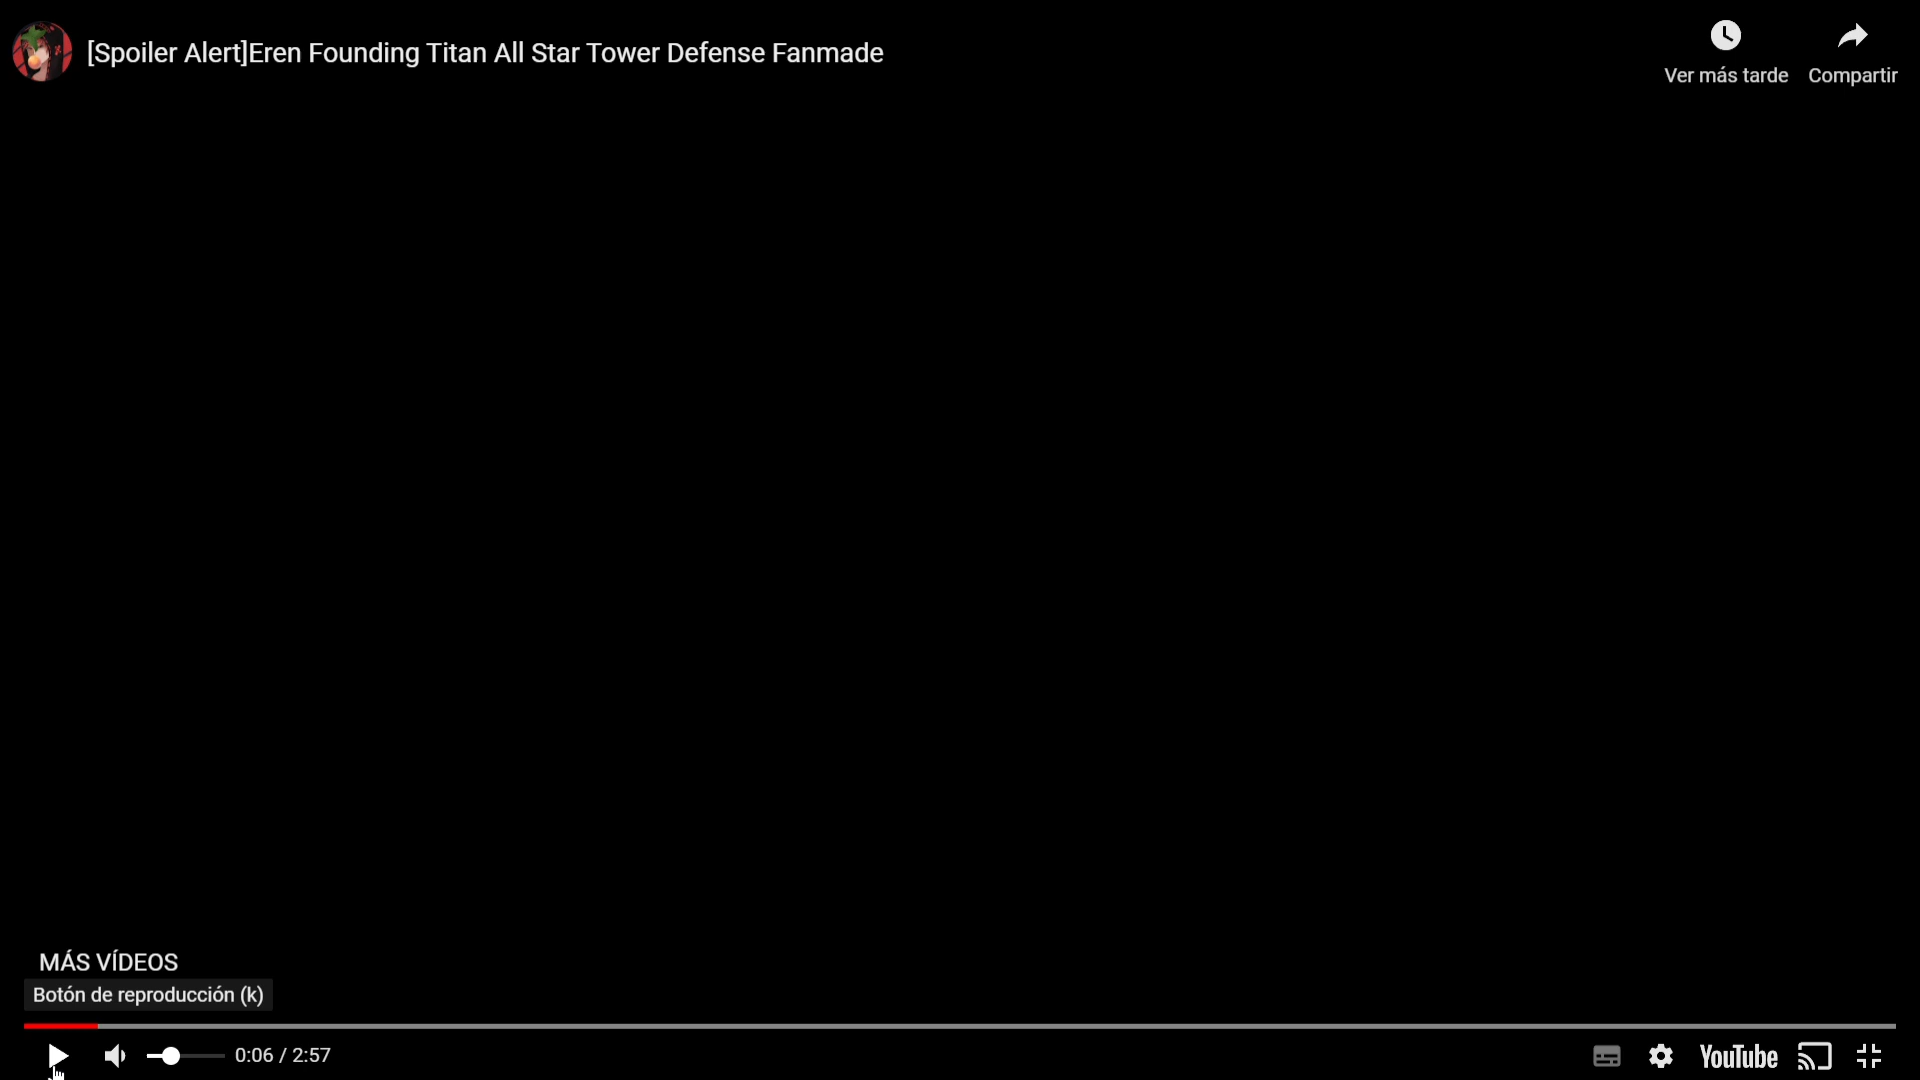 [Spoiler Alert]Eren Founding Titan All Star Tower Defense Fanmade
Ver más tarde
Compartir
MÁS VÍDEOS
Botón de reproducción (k)
0:06 / 2:57
YouTube